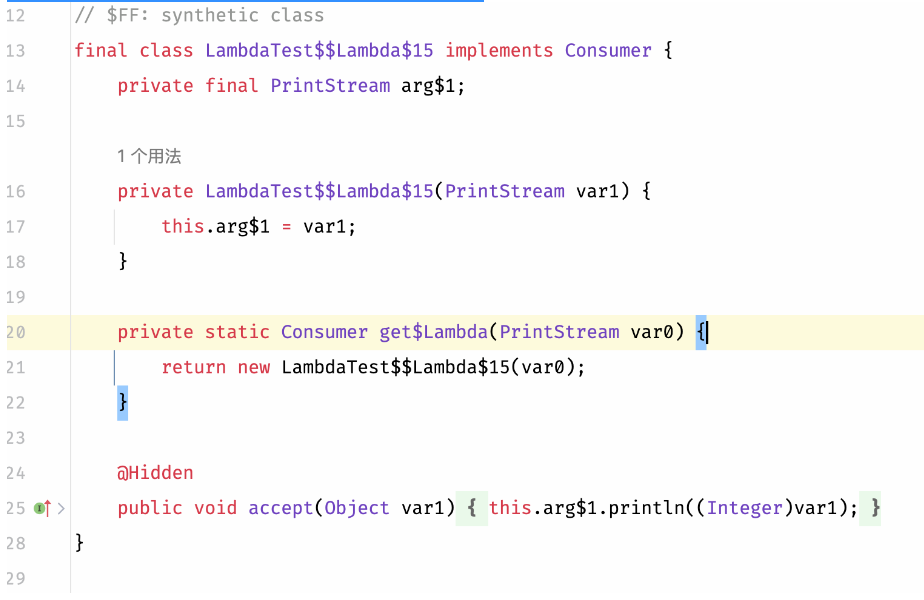 12 // $FF: synthetic class
13 final class LambdaTest$$Lambda$15 implements Consumer {
14 private final PrintStream arg$1;
15
1 个用法
16 private LambdaTest$$Lambda$15(PrintStream var1) {
17 this.arg$1 = var1;
18 }
19
20 private static Consumer get$Lambda(PrintStream var0) {
21 return new LambdaTest$$Lambda$15(var0);
22 }
23
24 @Hidden
25 public void accept(Object var1) { this.arg$1.println((Integer)var1); }
28 }
29